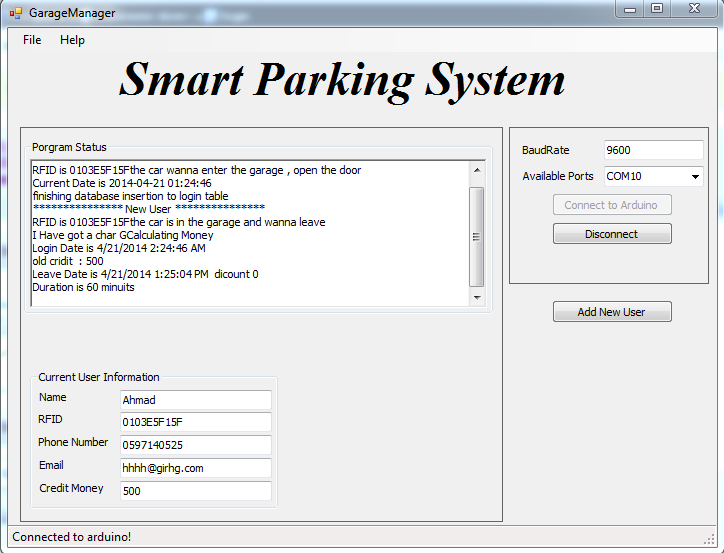 GarageManager
File Help
Smart Parking System
Porgram Status
RFID is 0103E5F15Fthe car wanna enter the garage , open the door
Current Date is 2014-04-21 01:24:46
finishing database insertion to login table
*************** New User ***************
RFID is 0103E5F15Fthe car is in the garage and wanna leave
I Have got a char GCalculating Money
Login Date is 4/21/2014 2:24:46 AM
old cridit : 500
Leave Date is 4/21/2014 1:25:04 PM dicount 0
Duration is 60 minuits
BaudRate 9600
Available Ports COM10
Connect to Arduino
Disconnect
Add New User
Current User Information
Name Ahmad
RFID 0103E5F15F
Phone Number 0597140525
Email hhhh@girhg.com
Credit Money 500
Connected to arduino!